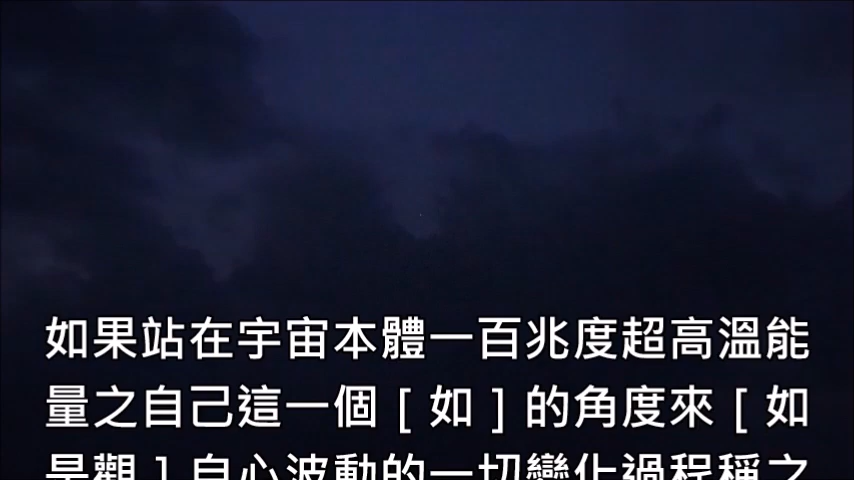 如果站在宇宙本體一百兆度超高溫能
量之自己這一個 [ 如 ] 的角度來 [ 如
是觀 ] 自心波動的一切變化過程稱之